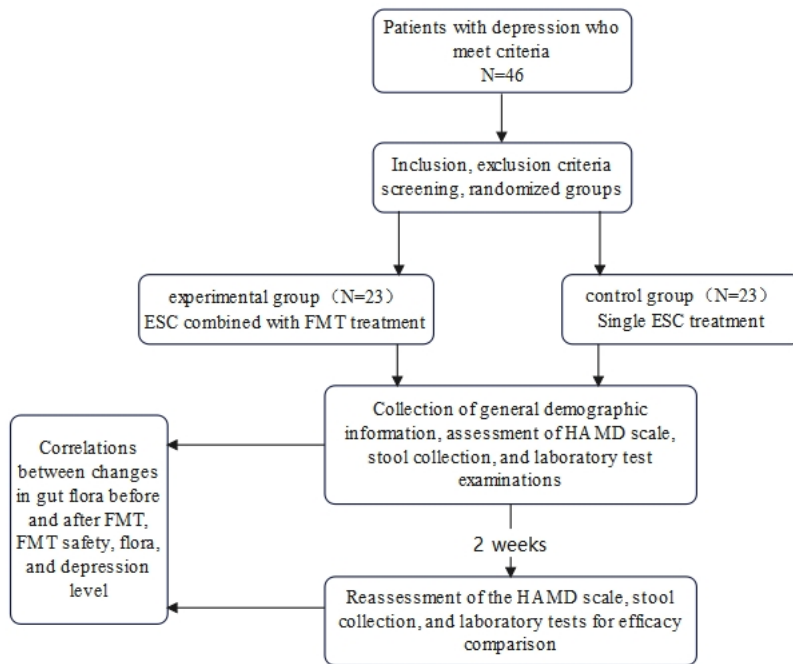 Patients with depression who
meet criteria
N=46
Inclusion, exclusion criteria
screening, randomized groups
experimental group（N=23）
ESC combined with FMT treatment
control group（N=23）
Single ESC treatment
Collection of general demographic
information, assessment of HAMD scale,
stool collection, and laboratory test
examinations
Correlations
between changes
in gut flora before
and after FMT,
FMT safety, flora,
and depression
level
2 weeks
Reassessment of the HAMD scale, stool
collection, and laboratory tests for efficacy
comparison